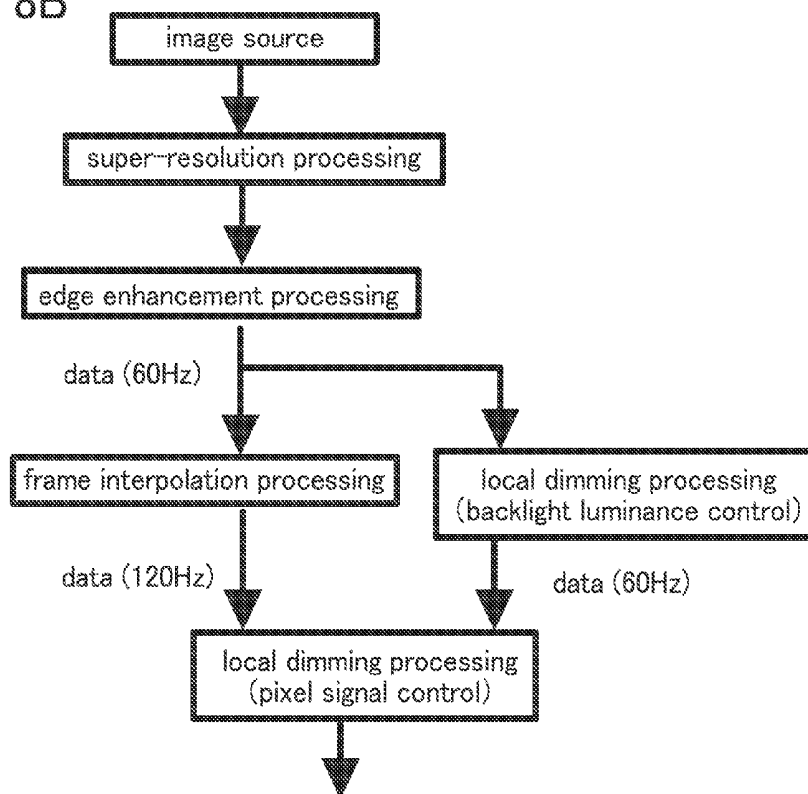 8B
image source
super-resolution processing
edge enhancement processing
data (60Hz)
frame interpolation processing
local dimming processing
(backlight luminance control)
data (120Hz)
data (60Hz)
local dimming processing
(pixel signal control)